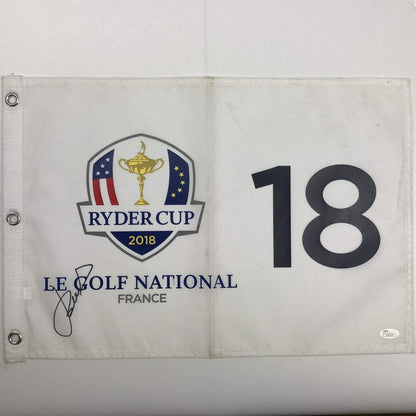 RYDER CUP
2018
LE GOLF NATIONAL
FRANCE
18